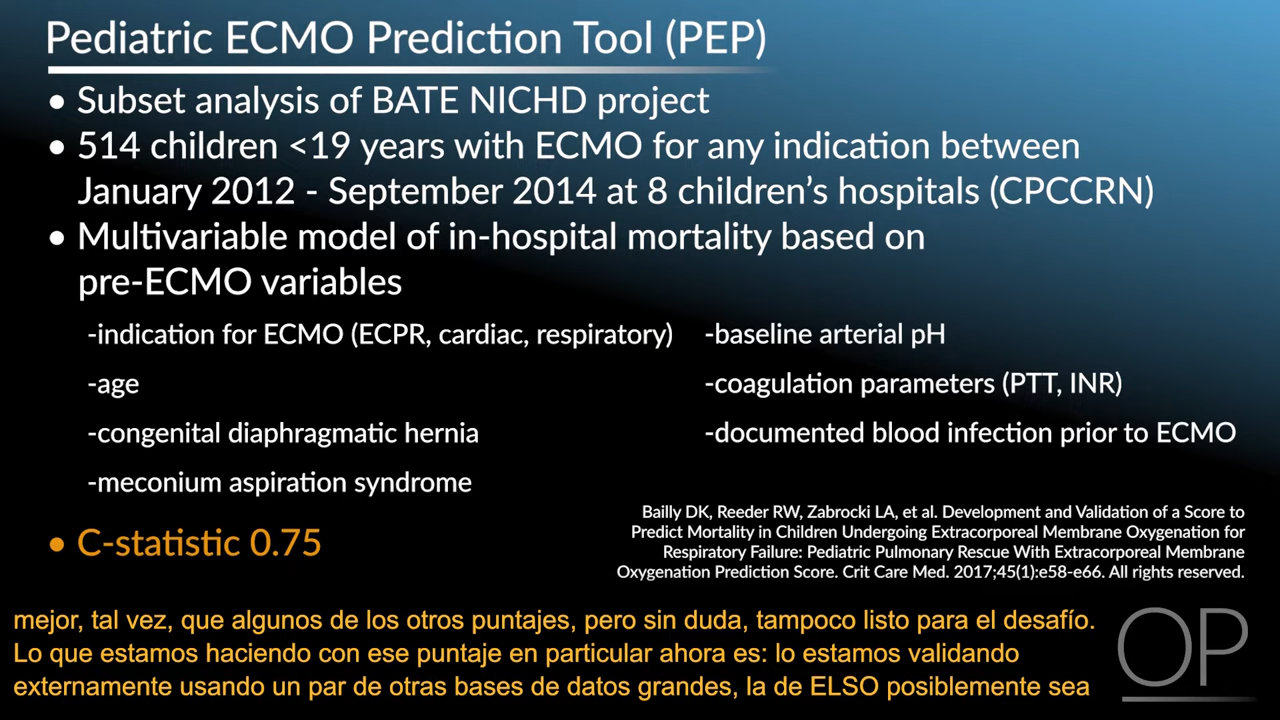 Pediatric ECMO Prediction Tool (PEP)
• Subset analysis of BATE NICHD project
• 514 children <19 years with ECMO for any indication between
January 2012 - September 2014 at 8 children's hospitals (CPCCRN)
• Multivariable model of in-hospital mortality based on
pre-ECMO variables
-indication for ECMO (ECPR, cardiac, respiratory)
-age
-congenital diaphragmatic hernia
-meconium aspiration syndrome
-baseline arterial pH
-coagulation parameters (PTT, INR)
-documented blood infection prior to ECMO
• C-statistic 0.75
Bailly DK, Reeder RW, Zabrocki LA, et al. Development and Validation of a Score to
Predict Mortality in Children Undergoing Extracorporeal Membrane Oxygenation for
Respiratory Failure: Pediatric Pulmonary Rescue With Extracorporeal Membrane
Oxygenation Prediction Score. Crit Care Med. 2017;45(1):e58-e66. All rights reserved.
mejor, tal vez, que algunos de los otros puntajes, pero sin duda, tampoco listo para el desafío.
Lo que estamos haciendo con ese puntaje en particular ahora es: lo estamos validando
externamente usando un par de otras bases de datos grandes, la de ELSO posiblemente sea
OP